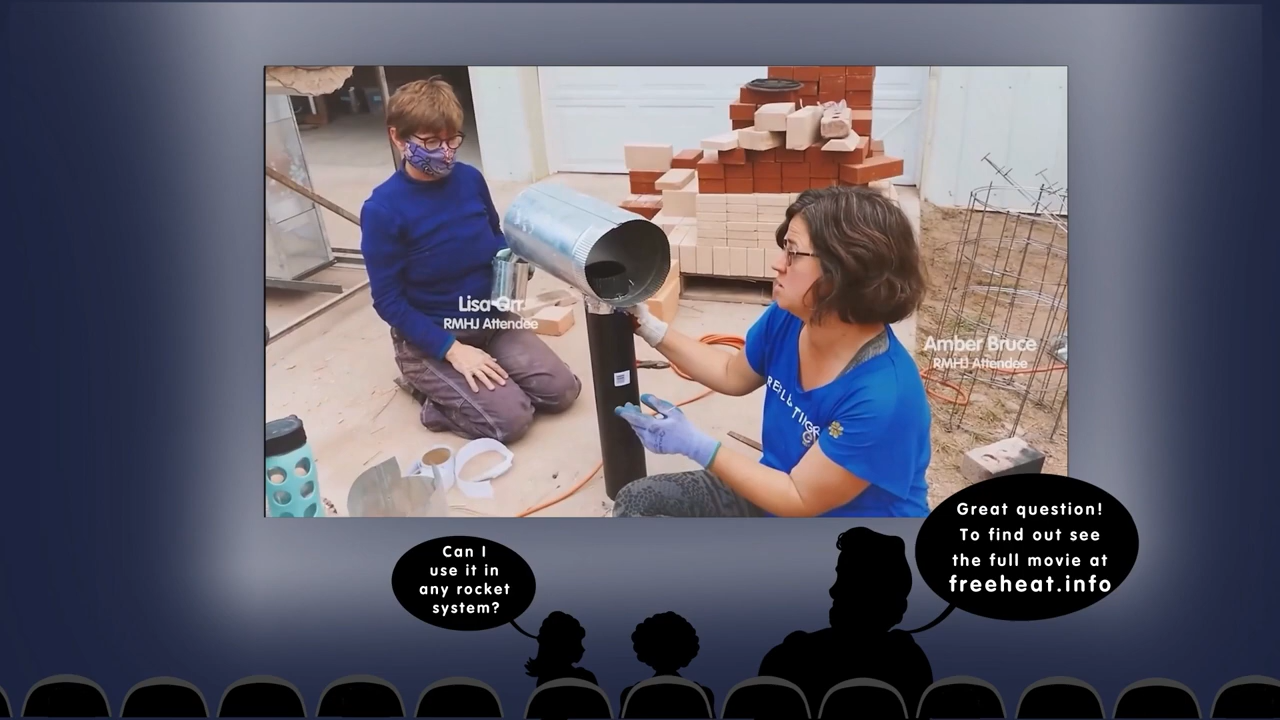 Lisa Orr
RMHJ Attendee
Amber Bruce
RMHJ Attendee
Can I
use it in
any rocket
system?
Great question!
To find out see
the full movie at
freeheat.info